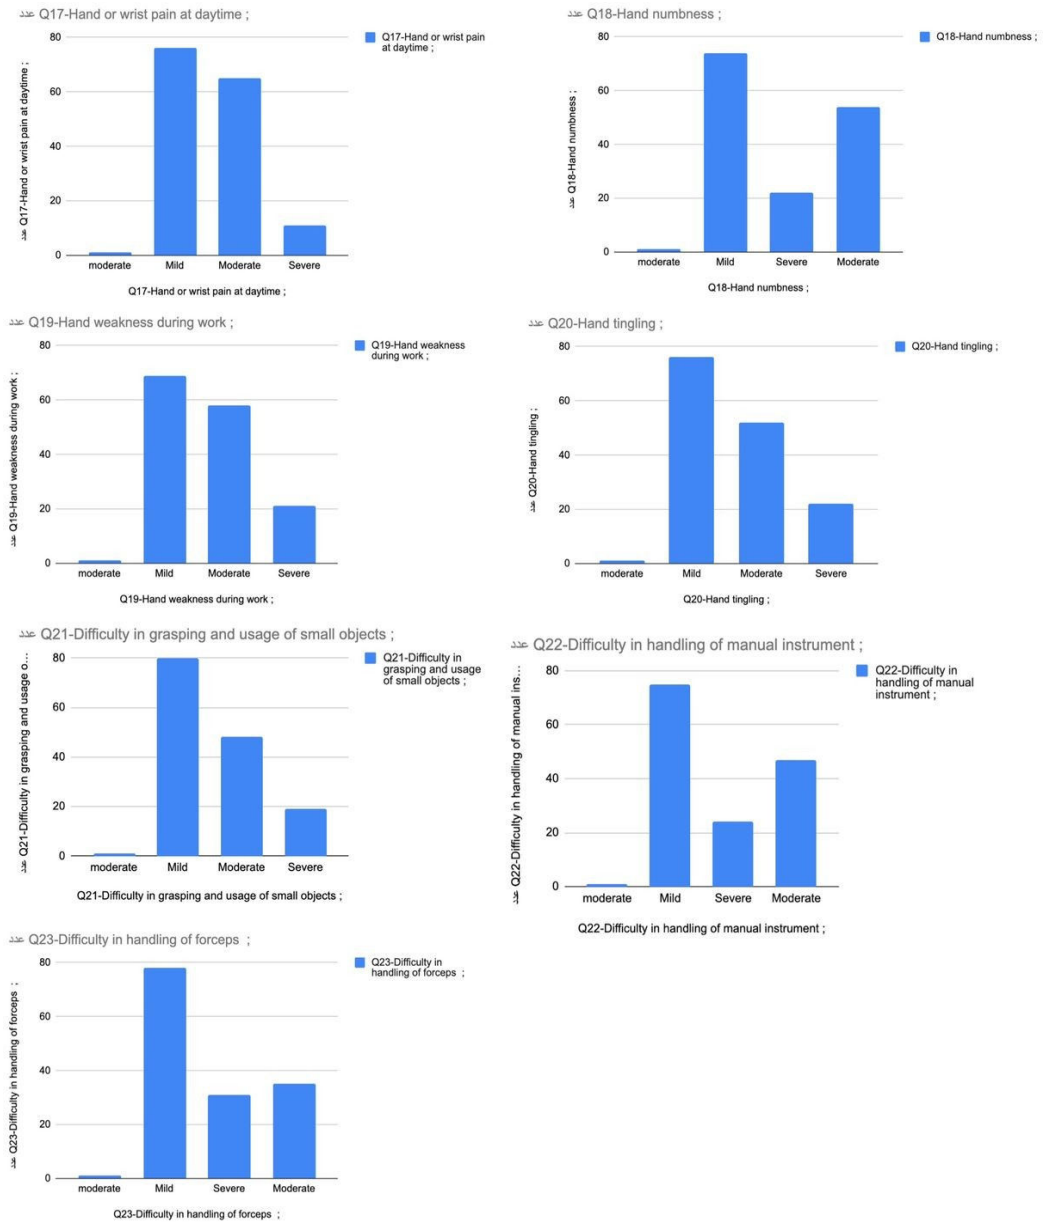 عدد Q17-Hand or wrist pain at daytime ;
Q17-Hand or wrist pain
at daytime ;
عدد Q17-Hand or wrist pain at daytime ;
80
60
40
20
0
moderate Mild Moderate Severe
Q17-Hand or wrist pain at daytime ;
عدد Q18-Hand numbness ;
Q18-Hand numbness ;
عدد Q18-Hand numbness ;
80
60
40
20
0
moderate Mild Severe Moderate
Q18-Hand numbness ;
عدد Q19-Hand weakness during work ;
Q19-Hand weakness
during work ;
عدد Q19-Hand weakness during work ;
80
60
40
20
0
moderate Mild Moderate Severe
Q19-Hand weakness during work ;
عدد Q20-Hand tingling ;
Q20-Hand tingling ;
عدد Q20-Hand tingling ;
80
60
40
20
0
moderate Mild Moderate Severe
Q20-Hand tingling ;
عدد Q21-Difficulty in grasping and usage of small objects ;
Q21-Difficulty in
grasping and usage
of small objects ;
عدد Q21-Difficulty in grasping and usage o...
80
60
40
20
0
moderate Mild Moderate Severe
Q21-Difficulty in grasping and usage of small objects ;
عدد Q22-Difficulty in handling of manual instrument ;
Q22-Difficulty in
handling of manual
instrument ;
عدد Q22-Difficulty in handling of manual ins...
80
60
40
20
0
moderate Mild Severe Moderate
Q22-Difficulty in handling of manual instrument ;
عدد Q23-Difficulty in handling of forceps ;
Q23-Difficulty in
handling of forceps ;
عدد Q23-Difficulty in handling of forceps ;
80
60
40
20
0
moderate Mild Severe Moderate
Q23-Difficulty in handling of forceps ;